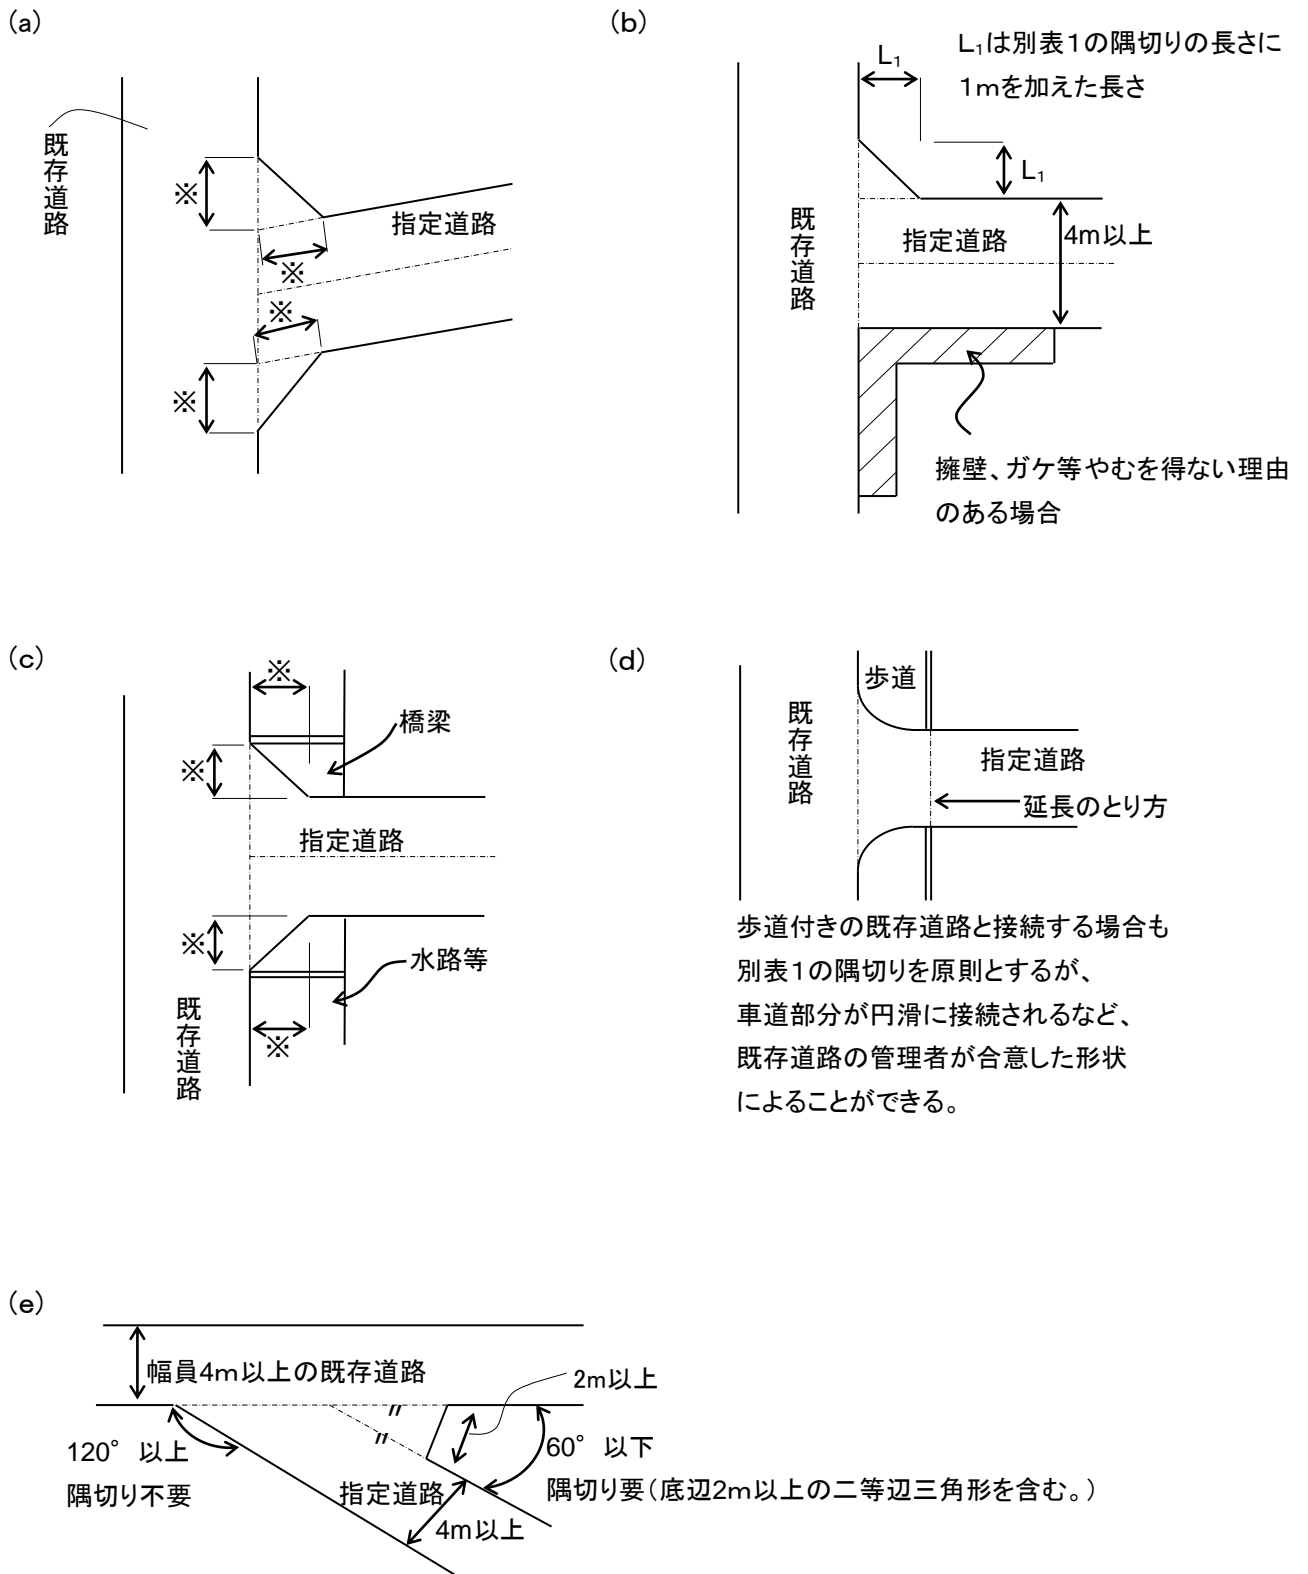 (a)
既存道路
※
※
※
※
指定道路
(b)
L₁は別表1の隅切りの長さに
1mを加えた長さ
L₁
L₁
既存道路
指定道路
4m以上
擁壁、ガケ等やむを得ない理由
のある場合
(c)
※
※
橋梁
指定道路
※
※
水路等
既存道路
(d)
歩道
既存道路
指定道路
延長のとり方
歩道付きの既存道路と接続する場合も
別表1の隅切りを原則とするが、
車道部分が円滑に接続されるなど、
既存道路の管理者が合意した形状
によることができる。
(e)
幅員4m以上の既存道路
2m以上
120°以上
隅切り不要
60°以下
隅切り要(底辺2m以上の二等辺三角形を含む。)
指定道路
4m以上